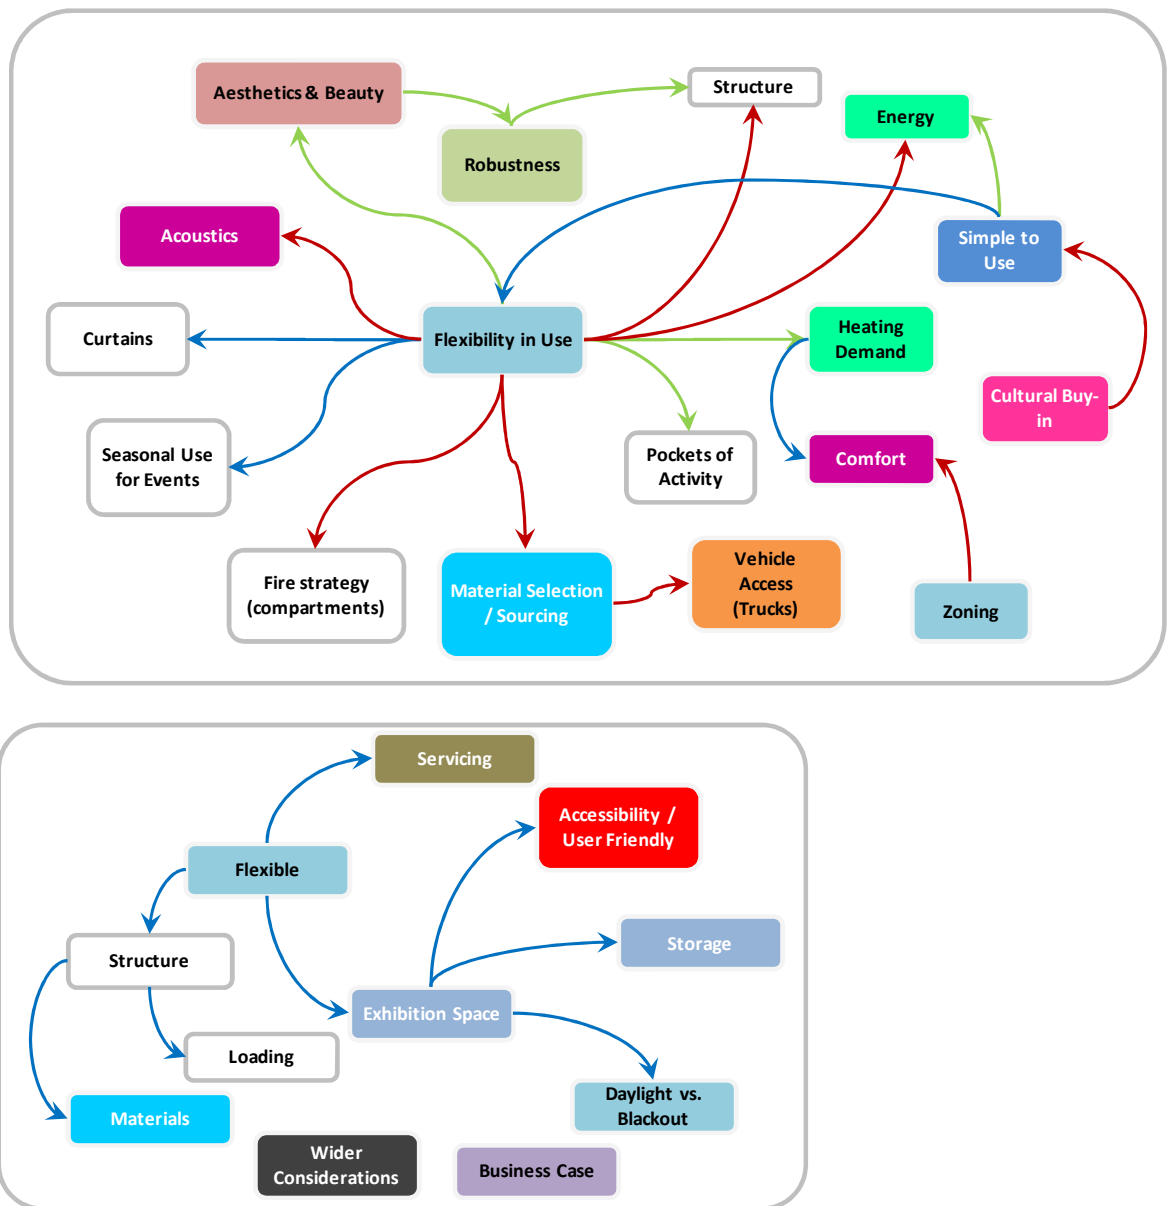 Aesthetics & Beauty
Structure
Energy
Robustness
Acoustics
Simple to
Use
Curtains
Flexibility in Use
Heating
Demand
Cultural Buy-
in
Seasonal Use
for Events
Pockets of
Activity
Comfort
Fire strategy
(compartments)
Material Selection
/ Sourcing
Vehicle
Access
(Trucks)
Zoning
Servicing
Accessibility /
User Friendly
Flexible
Storage
Structure
Exhibition Space
Loading
Daylight vs.
Blackout
Materials
Wider
Considerations
Business Case